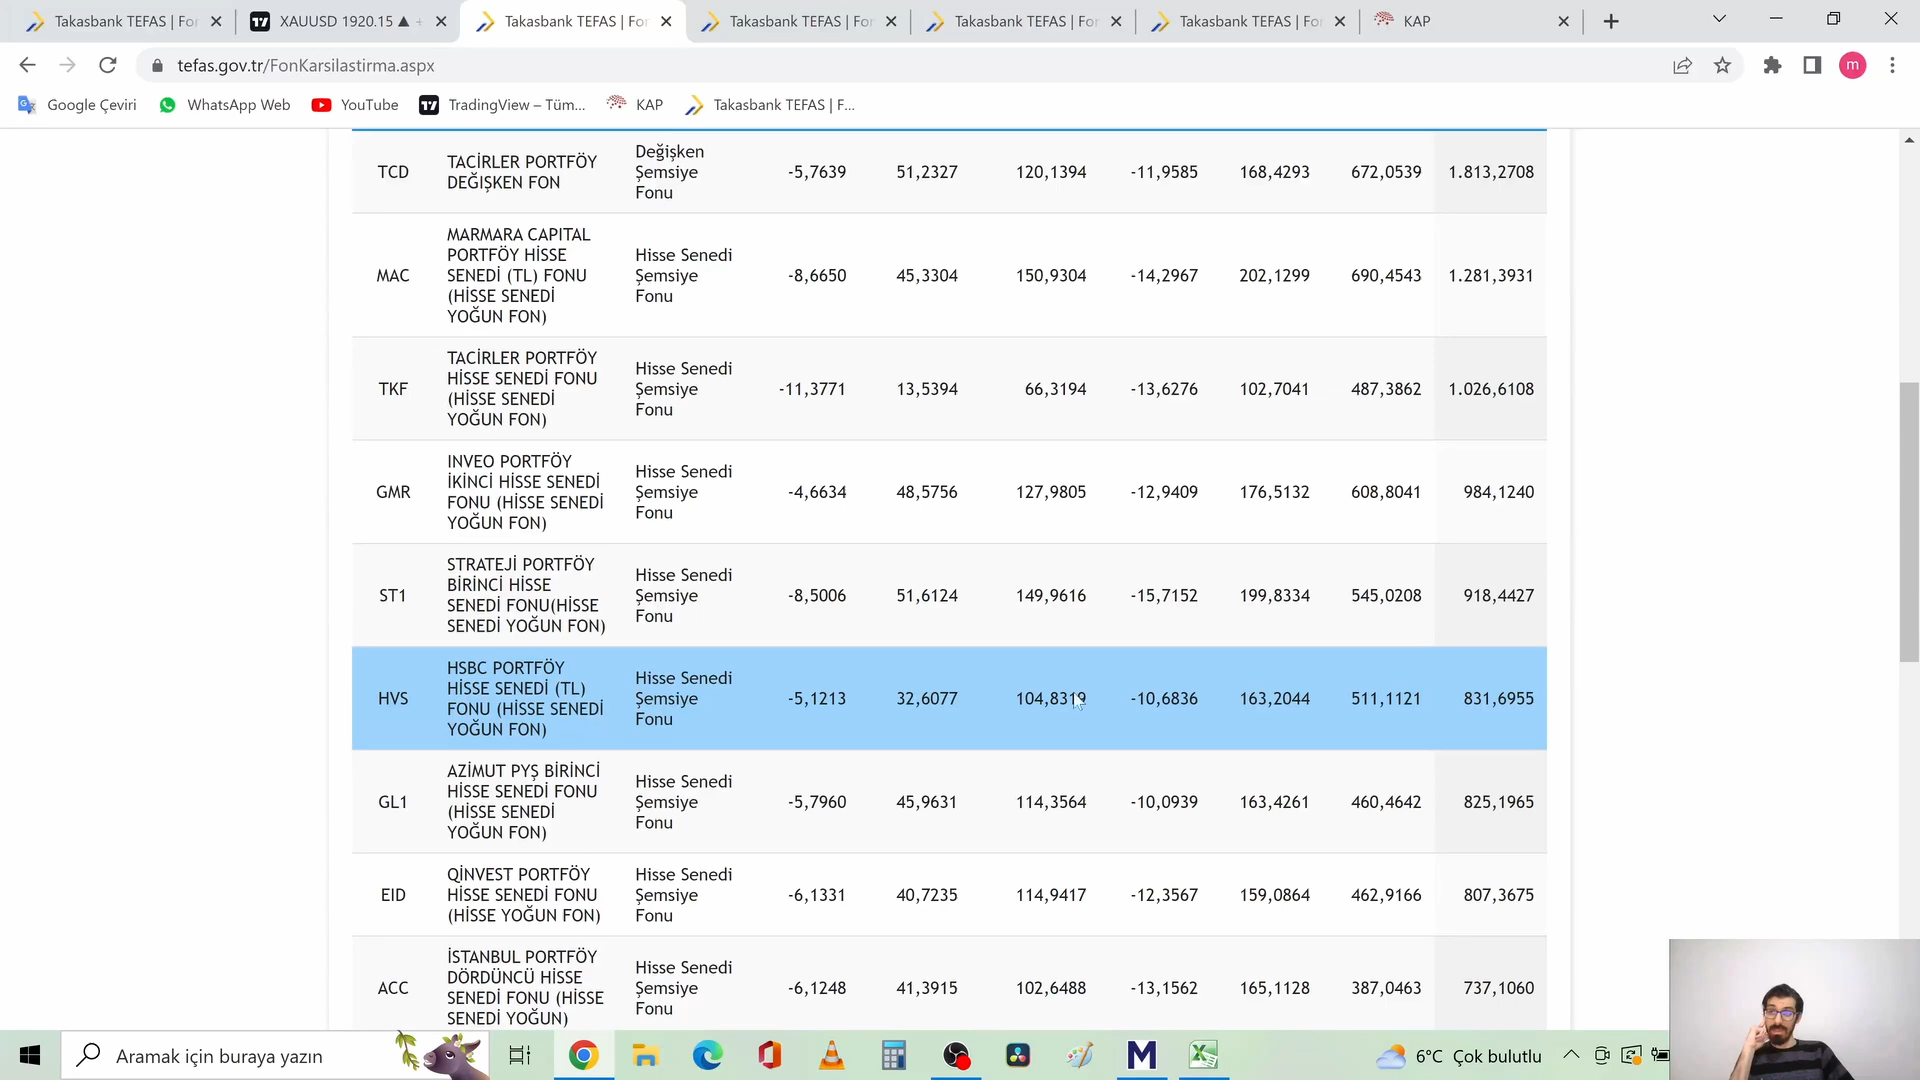 Takasbank TEFAS | For
XAUUSD 1920.15 ▲ +
Takasbank TEFAS | Fo
Takasbank TEFAS | Fo
Takasbank TEFAS | Fo
Takasbank TEFAS | Fo
KAP
tefas.gov.tr/FonKarsilastirma.aspx
m
Google Çeviri
WhatsApp Web
YouTube
TradingView – Tüm...
KAP
Takasbank TEFAS | F...
TCD
TACİRLER PORTFÖY
DEĞİŞKEN FON
Değişken
Şemsiye
Fonu
-5,7639 51,2327 120,1394 -11,9585 168,4293 672,0539 1.813,2708
MAC
MARMARA CAPITAL
PORTFÖY HİSSE
SENEDİ (TL) FONU
(HİSSE SENEDİ
YOĞUN FON)
Hisse Senedi
Şemsiye
Fonu
-8,6650 45,3304 150,9304 -14,2967 202,1299 690,4543 1.281,3931
TKF
TACİRLER PORTFÖY
HİSSE SENEDİ FONU
(HİSSE SENEDİ
YOĞUN FON)
Hisse Senedi
Şemsiye
Fonu
-11,3771 13,5394 66,3194 -13,6276 102,7041 487,3862 1.026,6108
GMR
INVEO PORTFÖY
İKİNCİ HİSSE SENEDİ
FONU (HİSSE SENEDİ
YOĞUN FON)
Hisse Senedi
Şemsiye
Fonu
-4,6634 48,5756 127,9805 -12,9409 176,5132 608,8041 984,1240
ST1
STRATEJİ PORTFÖY
BİRİNCİ HİSSE
SENEDİ FONU(HİSSE
SENEDİ YOĞUN FON)
Hisse Senedi
Şemsiye
Fonu
-8,5006 51,6124 149,9616 -15,7152 199,8334 545,0208 918,4427
HVS
HSBC PORTFÖY
HİSSE SENEDİ (TL)
FONU (HİSSE SENEDİ
YOĞUN FON)
Hisse Senedi
Şemsiye
Fonu
-5,1213 32,6077 104,8319 -10,6836 163,2044 511,1121 831,6955
GL1
AZİMUT PYŞ BİRİNCİ
HİSSE SENEDİ FONU
(HİSSE SENEDİ
YOĞUN FON)
Hisse Senedi
Şemsiye
Fonu
-5,7960 45,9631 114,3564 -10,0939 163,4261 460,4642 825,1965
EID
QİNVEST PORTFÖY
HİSSE SENEDİ FONU
(HİSSE YOĞUN FON)
Hisse Senedi
Şemsiye
Fonu
-6,1331 40,7235 114,9417 -12,3567 159,0864 462,9166 807,3675
ACC
İSTANBUL PORTFÖY
DÖRDÜNCÜ HİSSE
SENEDİ FONU (HİSSE
SENEDİ YOĞUN)
Hisse Senedi
Şemsiye
Fonu
-6,1248 41,3915 102,6488 -13,1562 165,1128 387,0463 737,1060
Aramak için buraya yazın
6°C Çok bulutlu